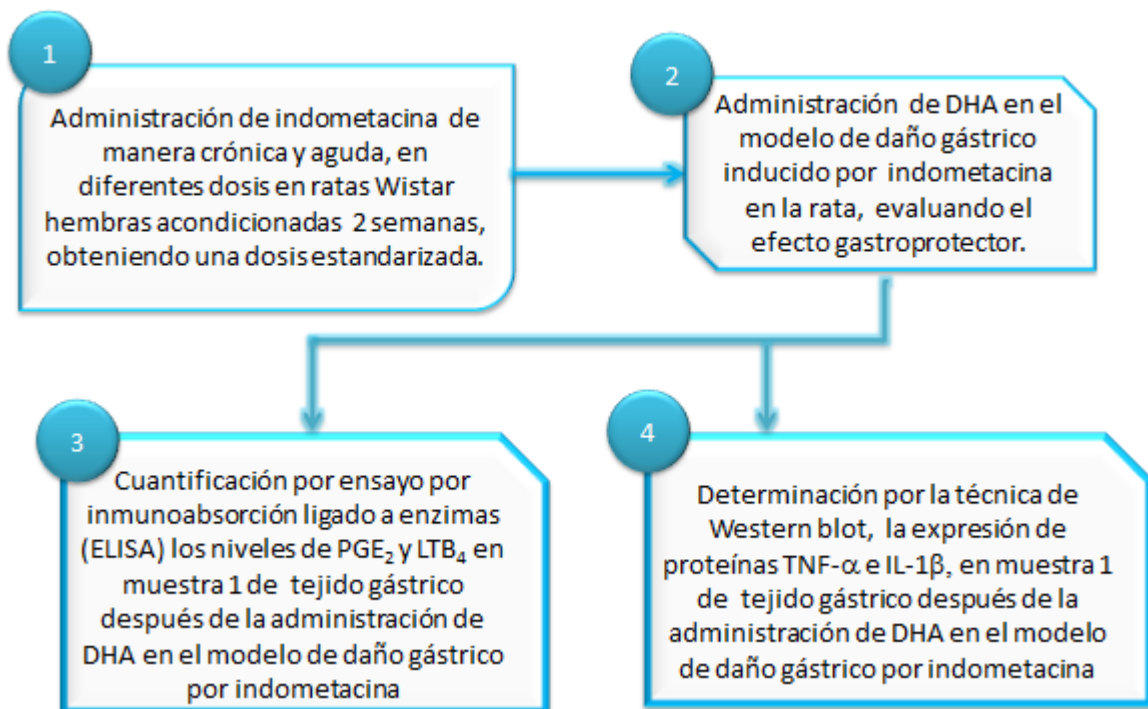 1
Administración de indometacina de
manera crónica y aguda, en
diferentes dosis en ratas Wistar
hembras acondicionadas 2 semanas,
obteniendo una dosis estandarizada.
2
Administración de DHA en el
modelo de daño gástrico
inducido por indometacina
en la rata, evaluando el
efecto gastroprotector.
3
Cuantificación por ensayo por
inmunoabsorción ligado a enzimas
(ELISA) los niveles de PGE₂ y LTB₄ en
muestra 1 de tejido gástrico
después de la administración de
DHA en el modelo de daño gástrico
por indometacina
4
Determinación por la técnica de
Western blot, la expresión de
proteínas TNF-α e IL-1β, en muestra 1
de tejido gástrico después de la
administración de DHA en el modelo
de daño gástrico por indometacina